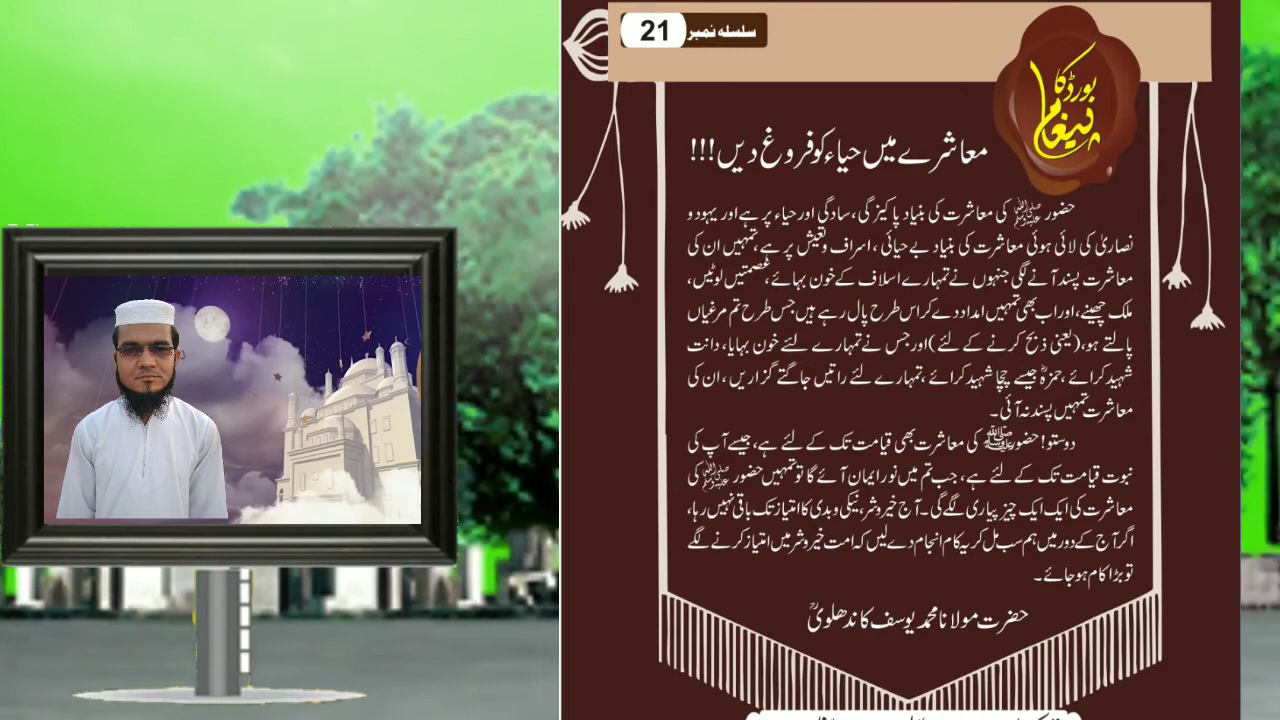 سلسلہ نمبر 21
بورڈ کا
پیغام
معاشرے میں حیاء کو فروغ دیں!!!
حضور ﷺ کی معاشرت کی بنیاد پاکیزگی، سادگی اور حیاء پر ہے اور یہود و
نصاریٰ کی لائی ہوئی معاشرت کی بنیاد بے حیائی، اسراف وتعیش پر ہے، تمہیں ان کی
معاشرت پسند آنے لگی جنہوں نے تمہارے اسلاف کے خون بہائے، عصمتیں لوٹیں،
ملک چھینے، اور اب بھی تمہیں امداد دے کر اس طرح پال رہے ہیں جس طرح تم مرغیاں
پالتے ہو، (یعنی ذبح کرنے کے لئے) اور جس نے تمہارے لئے خون بہایا، دانت
شہید کرائے، حمزہؓ جیسے چچا شہید کرائے، تمہارے لئے راتیں جاگتے گزاریں، ان کی
معاشرت تمہیں پسند نہ آئی۔
دوستو! حضور ﷺ کی معاشرت بھی قیامت تک کے لئے ہے، جیسے آپ کی
نبوت قیامت تک کے لئے ہے، جب تم میں نور ایمان آئے گا تو تمہیں حضور ﷺ کی
معاشرت کی ایک ایک چیز پیاری لگے گی۔ آج خیر و شر، نیکی و بدی کا امتیاز تک باقی نہیں رہا،
اگر آج کے دور میں ہم سب مل کر یہ کام انجام دے لیں کہ امت خیر و شر میں امتیاز کرنے لگے
تو بڑا کام ہو جائے۔
حضرت مولانا محمد یوسف کاندھلویؒ